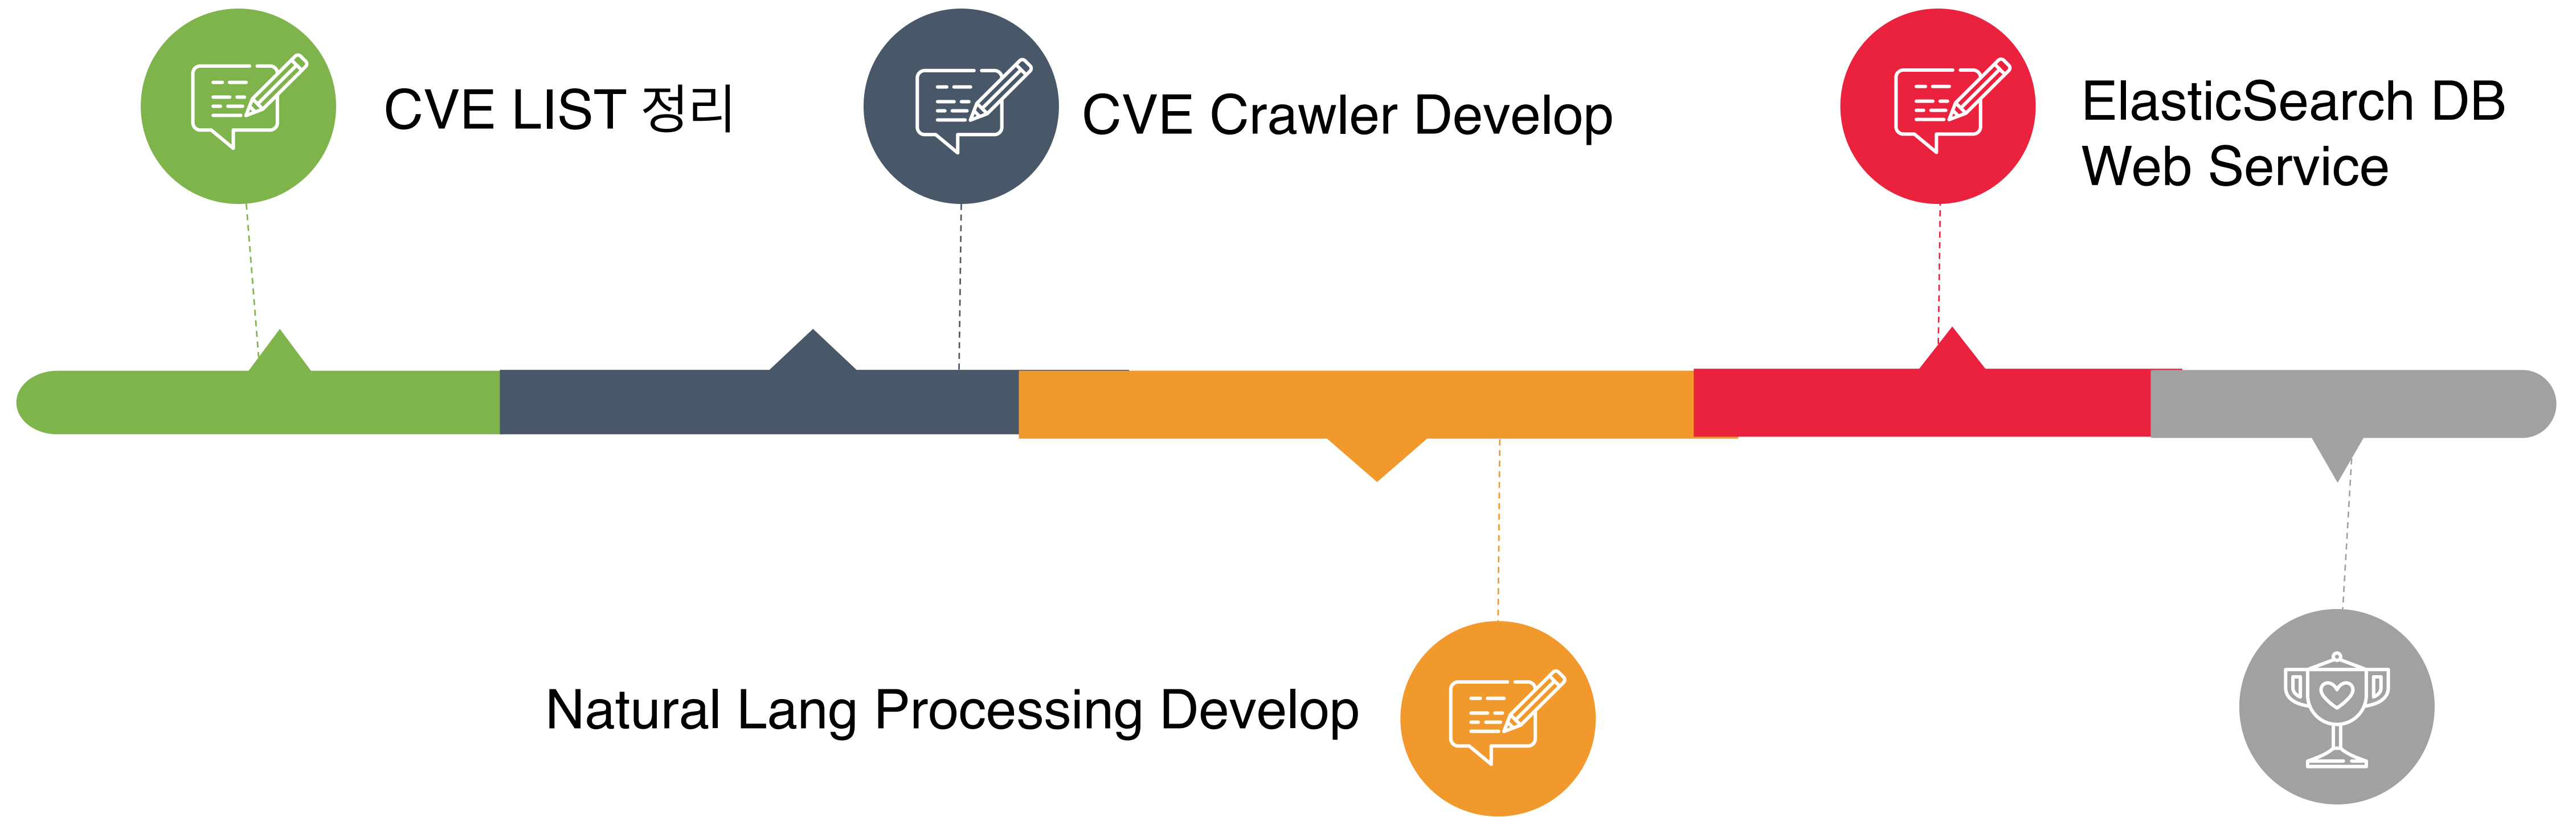 CVE LIST 정리
CVE Crawler Develop
ElasticSearch DB
Web Service
Natural Lang Processing Develop